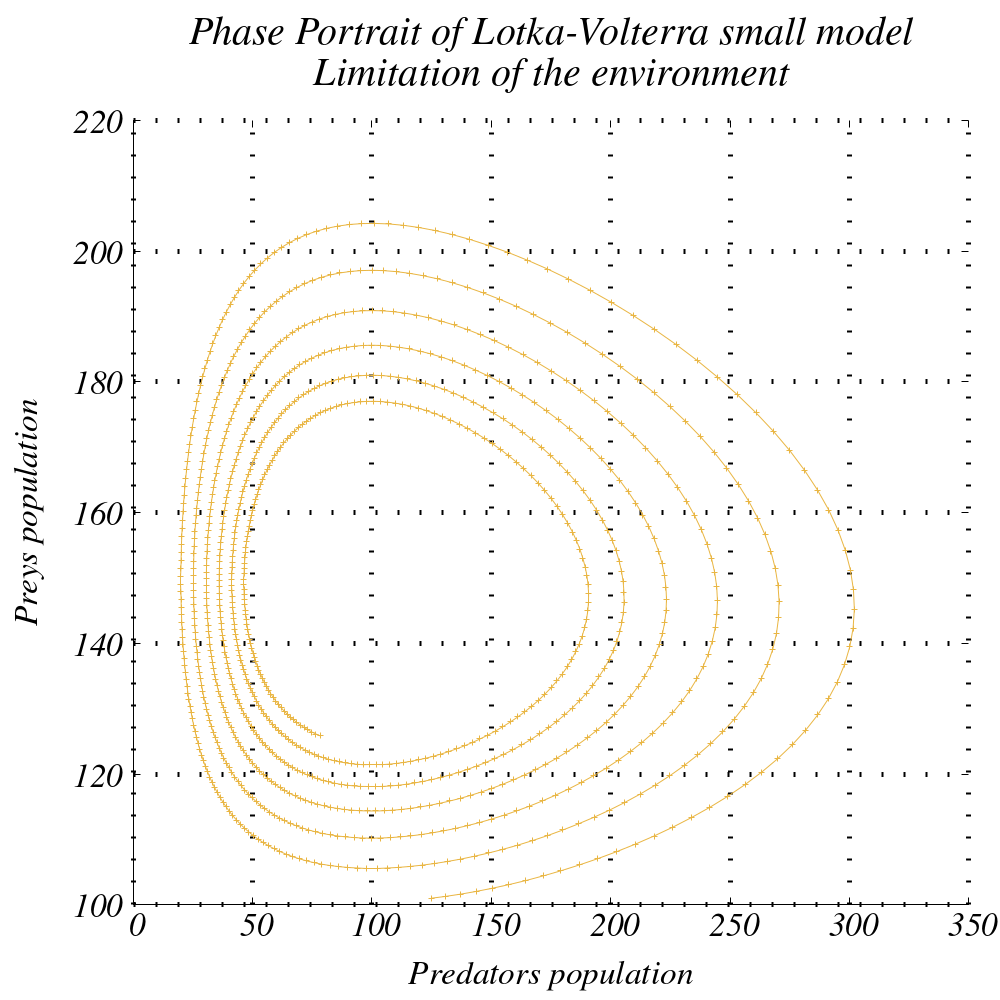 Phase Portrait of Lotka-Volterra small model
Limitation of the environment
220
200
180
160
140
120
100
Preys population
0 50 100 150 200 250 300 350
Predators population